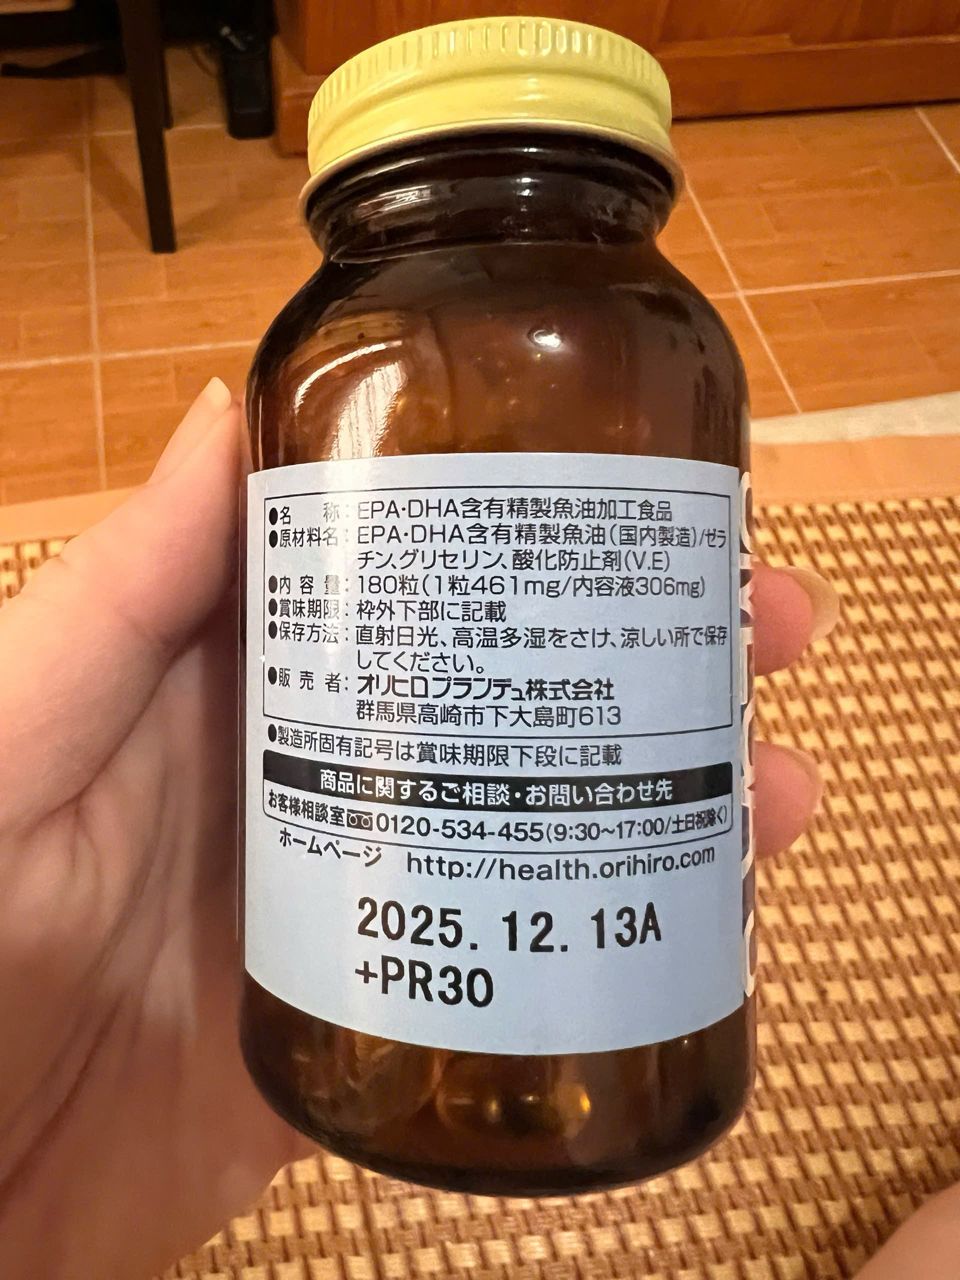 ●名称：EPA･DHA含有精製魚油加工食品
●原材料名：EPA･DHA含有精製魚油(国内製造)/ゼラ
チン、グリセリン、酸化防止剤(V.E)
●内容量：180粒(1粒461mg/内容液306mg)
●賞味期限：枠外下部に記載
●保存方法：直射日光、高温多湿をさけ、涼しい所で保存
してください。
●販売者：オリヒロプランデュ株式会社
群馬県高崎市下大島町613
●製造所固有記号は賞味期限下段に記載
商品に関するご相談・お問い合わせ先
お客様相談室 0120-534-455(9:30~17:00/土日祝除く)
ホームページ http://health.orihiro.com
2025. 12. 13A
+PR30